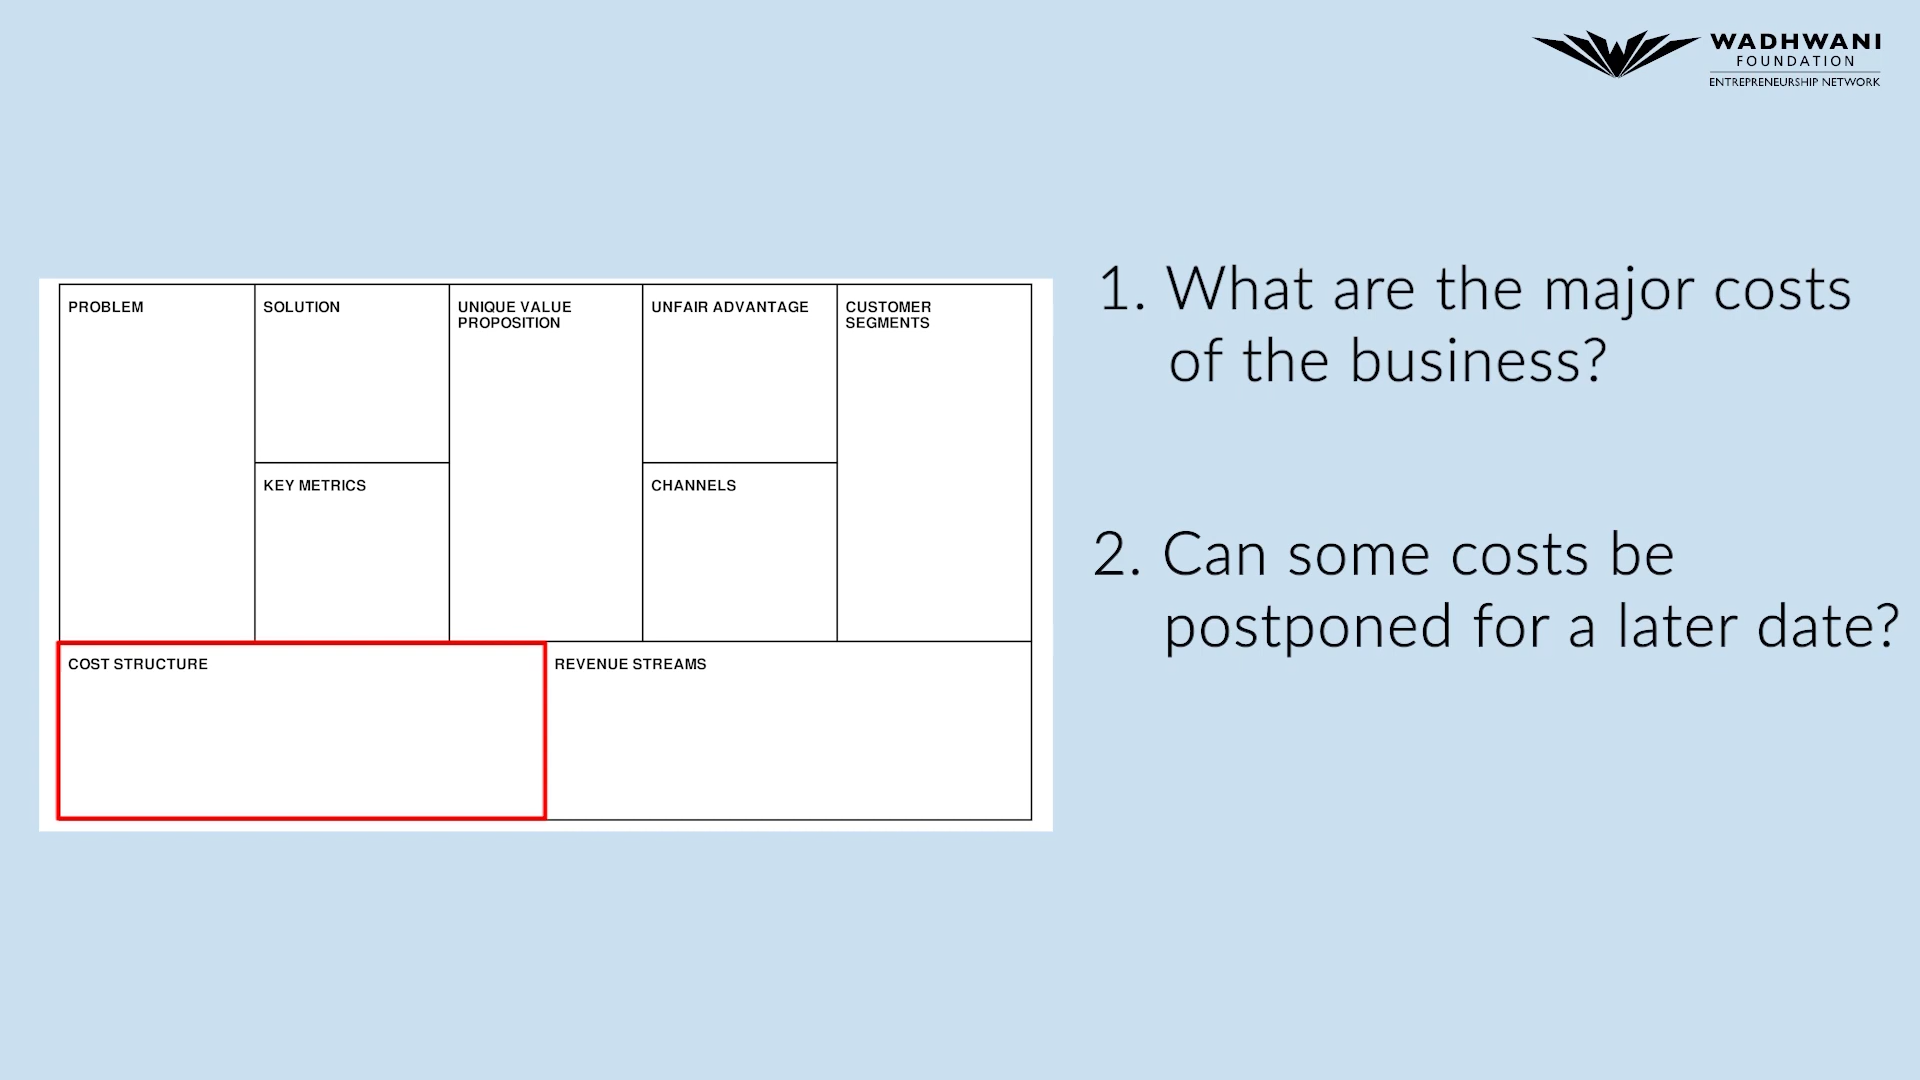 WADHWANI
FOUNDATION
ENTREPRENEURSHIP NETWORK
PROBLEM
SOLUTION
KEY METRICS
UNIQUE VALUE
PROPOSITION
UNFAIR ADVANTAGE
CHANNELS
CUSTOMER
SEGMENTS
COST STRUCTURE
REVENUE STREAMS
1. What are the major costs
of the business?
2. Can some costs be
postponed for a later date?